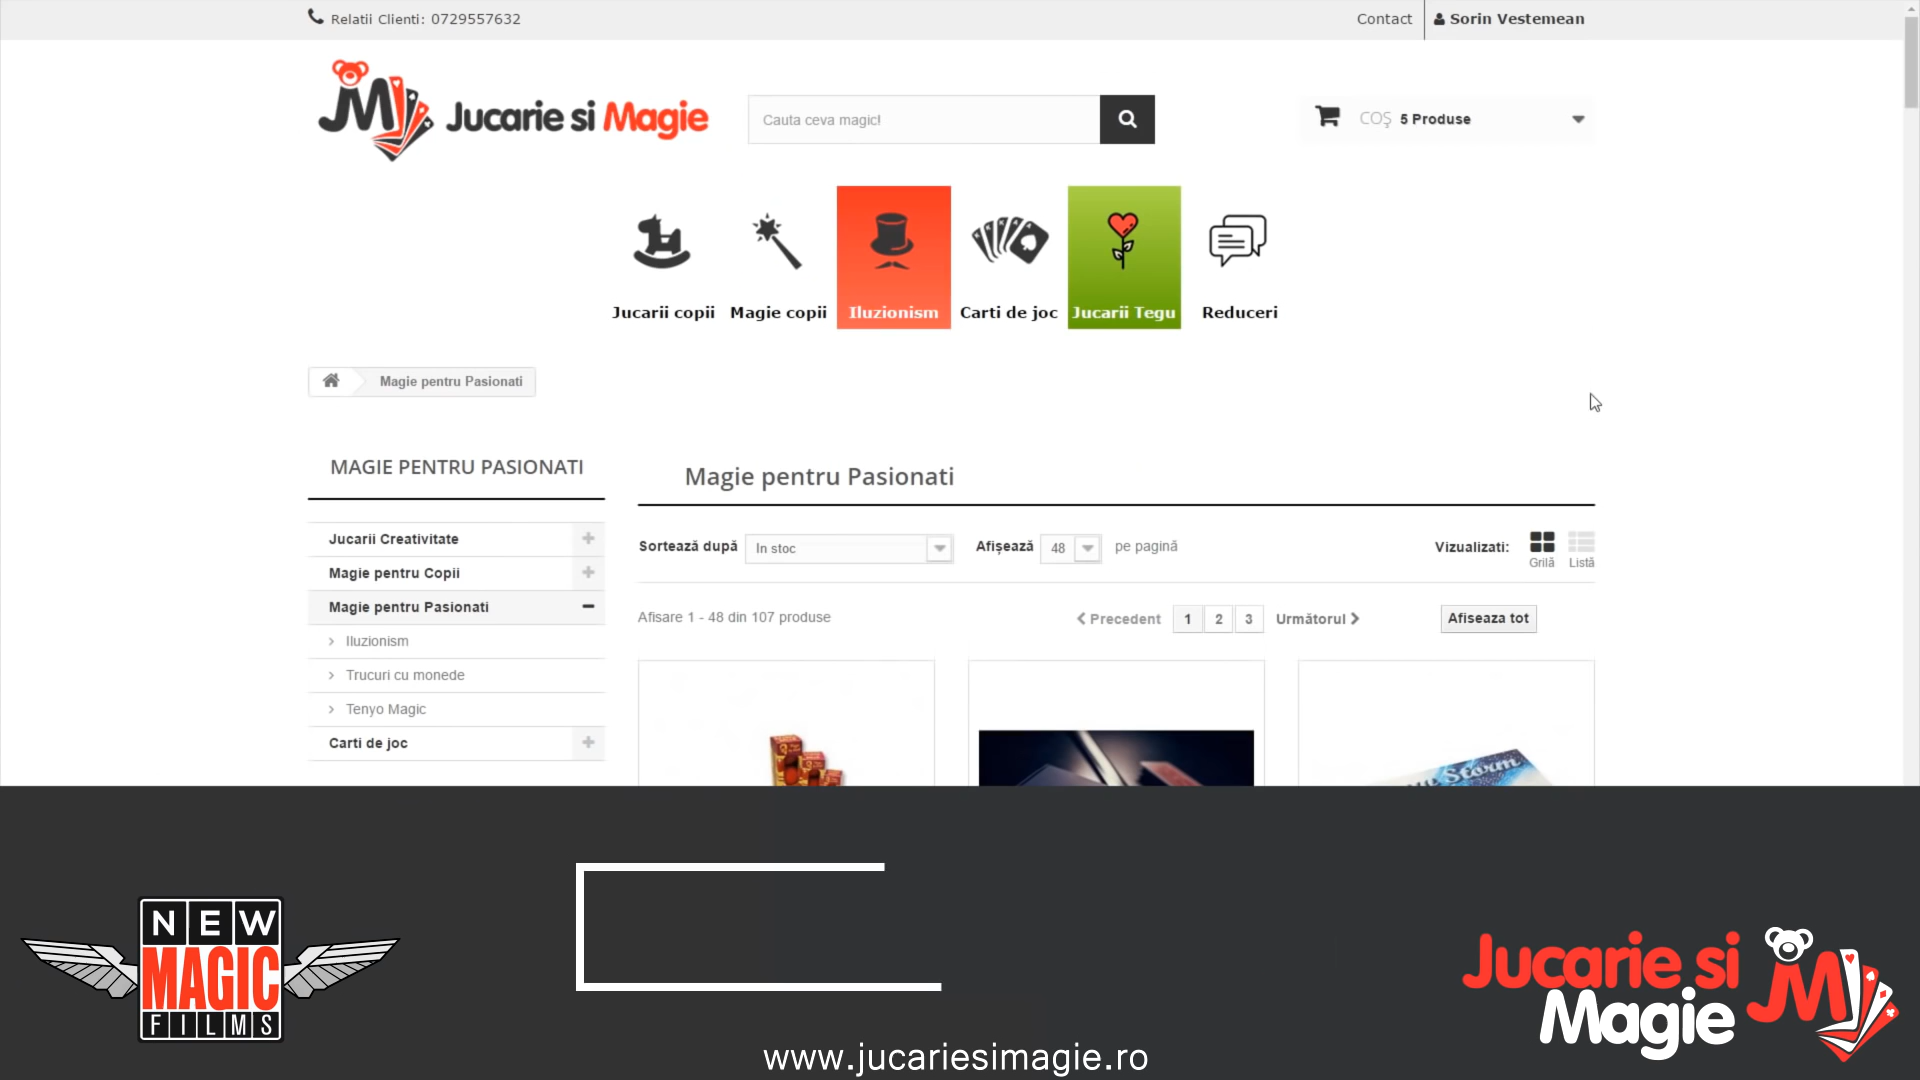 Relatii Clienti: 0729557632
Contact
Sorin Vestemean
Jucarie si Magie
Cauta ceva magic!
COŞ 5 Produse
Jucarii copii
Magie copii
Iluzionism
Carti de joc
Jucarii Tegu
Reduceri
Magie pentru Pasionati
MAGIE PENTRU PASIONATI
Jucarii Creativitate
Magie pentru Copii
Magie pentru Pasionati
Iluzionism
Trucuri cu monede
Tenyo Magic
Carti de joc
Magie pentru Pasionati
Sortează după In stoc
Afişează 48 pe pagină
Vizualizati:
Grilă
Listă
Afisare 1 - 48 din 107 produse
Precedent 1 2 3 Următorul
Afiseaza tot
Storm
NEW
MAGIC
FILMS
www.jucariesimagie.ro
Jucarie si
Magie